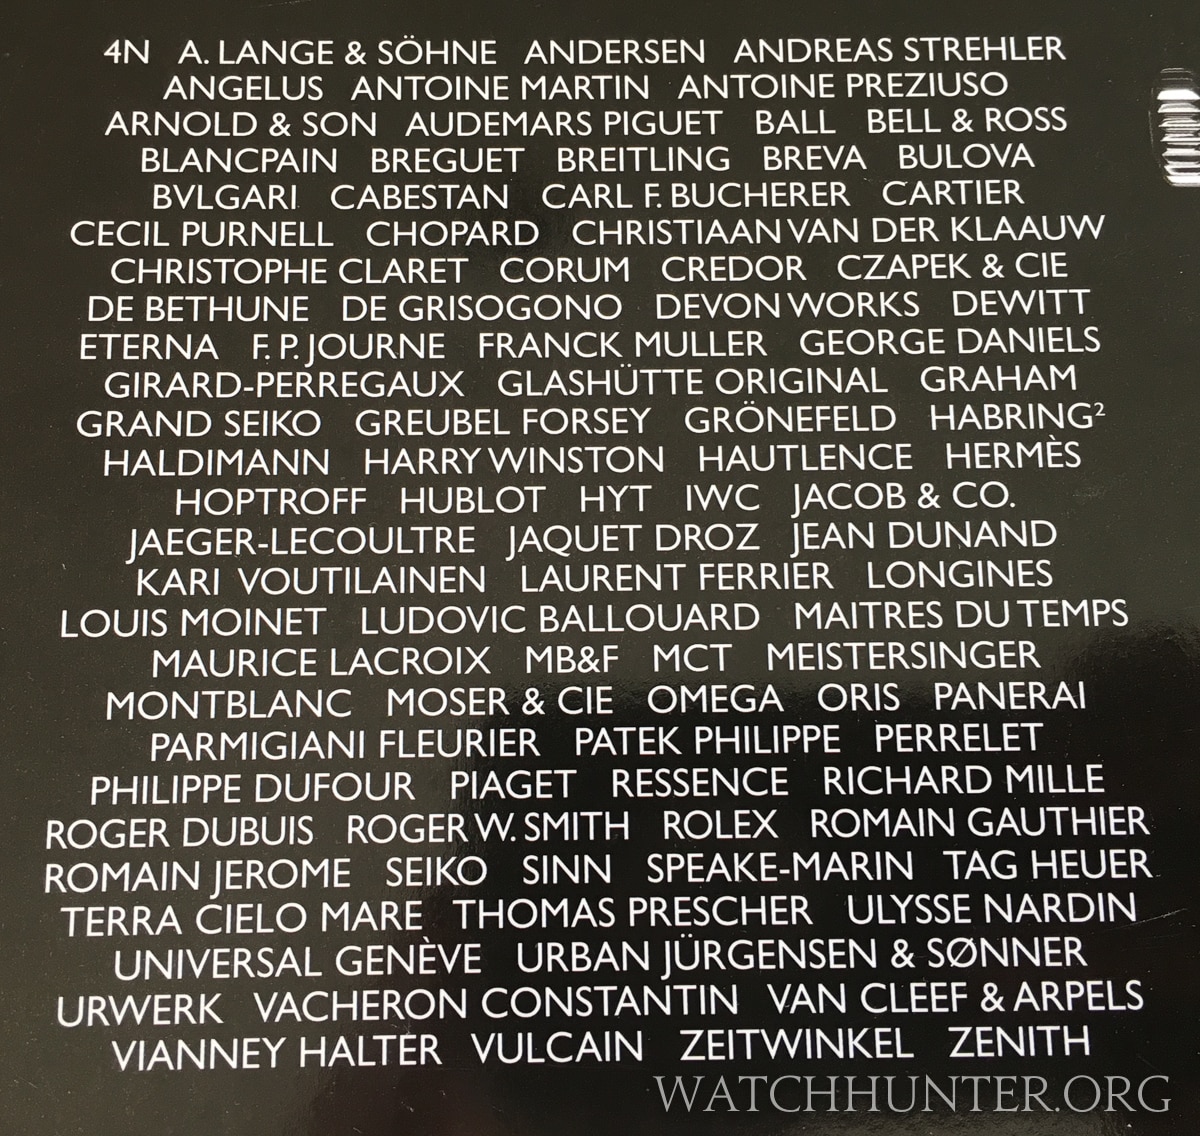 4N A. LANGE & SÖHNE ANDERSEN ANDREAS STREHLER
ANGELUS ANTOINE MARTIN ANTOINE PREZIUSO
ARNOLD & SON AUDEMARS PIGUET BALL BELL & ROSS
BLANCPAIN BREGUET BREITLING BREVA BULOVA
BVLGARI CABESTAN CARL F. BUCHERER CARTIER
CECIL PURNELL CHOPARD CHRISTIAAN VAN DER KLAAUW
CHRISTOPHE CLARET CORUM CREDOR CZAPEK & CIE
DE BETHUNE DE GRISOGONO DEVON WORKS DEWITT
ETERNA F. P. JOURNE FRANCK MULLER GEORGE DANIELS
GIRARD-PERREGAUX GLASHÜTTE ORIGINAL GRAHAM
GRAND SEIKO GREUBEL FORSEY GRÖNEFELD HABRING²
HALDIMANN HARRY WINSTON HAUTLENCE HERMÈS
HOPTROFF HUBLOT HYT IWC JACOB & CO.
JAEGER-LECOULTRE JAQUET DROZ JEAN DUNAND
KARI VOUTILAINEN LAURENT FERRIER LONGINES
LOUIS MOINET LUDOVIC BALLOUARD MAITRES DU TEMPS
MAURICE LACROIX MB&F MCT MEISTERSINGER
MONTBLANC MOSER & CIE OMEGA ORIS PANERAI
PARMIGIANI FLEURIER PATEK PHILIPPE PERRELET
PHILIPPE DUFOUR PIAGET RESSENCE RICHARD MILLE
ROGER DUBUIS ROGER W. SMITH ROLEX ROMAIN GAUTHIER
ROMAIN JEROME SEIKO SINN SPEAKE-MARIN TAG HEUER
TERRA CIELO MARE THOMAS PRESCHER ULYSSE NARDIN
UNIVERSAL GENÈVE URBAN JÜRGENSEN & SØNNER
URWERK VACHERON CONSTANTIN VAN CLEEF & ARPELS
VIANNEY HALTER VULCAIN ZEITWINKEL ZENITH
WATCHHUNTER.ORG